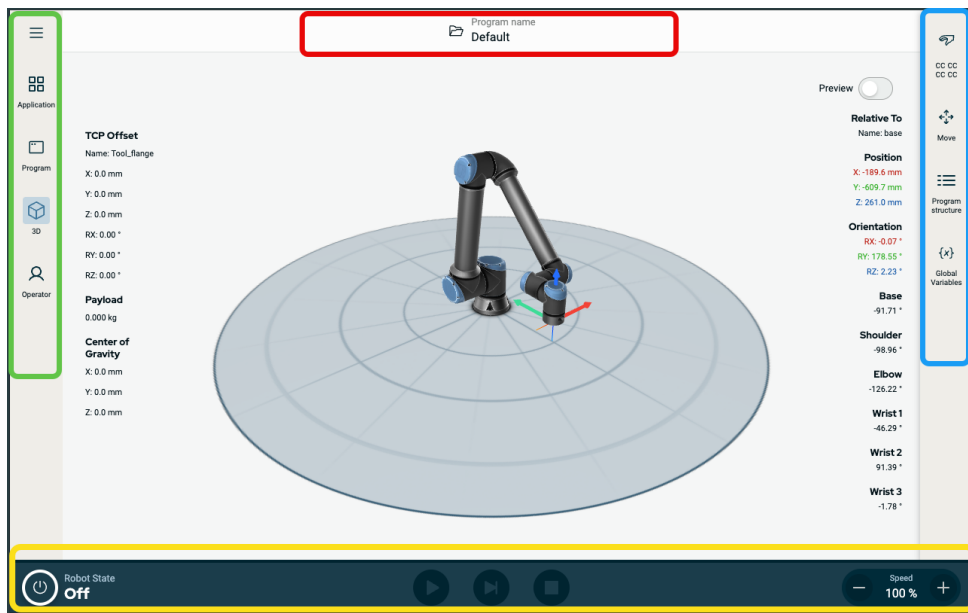 Program name
Default
Application
Program
3D
Operator
TCP Offset
Name: Tool_flange
X: 0.0 mm
Y: 0.0 mm
Z: 0.0 mm
RX: 0.00 °
RY: 0.00 °
RZ: 0.00 °
Payload
0.000 kg
Center of
Gravity
X: 0.0 mm
Y: 0.0 mm
Z: 0.0 mm
Preview
Relative To
Name: base
Position
X: -189.6 mm
Y: -609.7 mm
Z: 261.0 mm
Orientation
RX: -0.07 °
RY: 178.55 °
RZ: 2.23 °
Base
-91.71 °
Shoulder
-98.96 °
Elbow
-126.22 °
Wrist 1
-46.29 °
Wrist 2
91.39 °
Wrist 3
-1.78 °
CC CC
CC CC
Move
Program
structure
{x}
Global
Variables
Robot State
Off
Speed
100 %